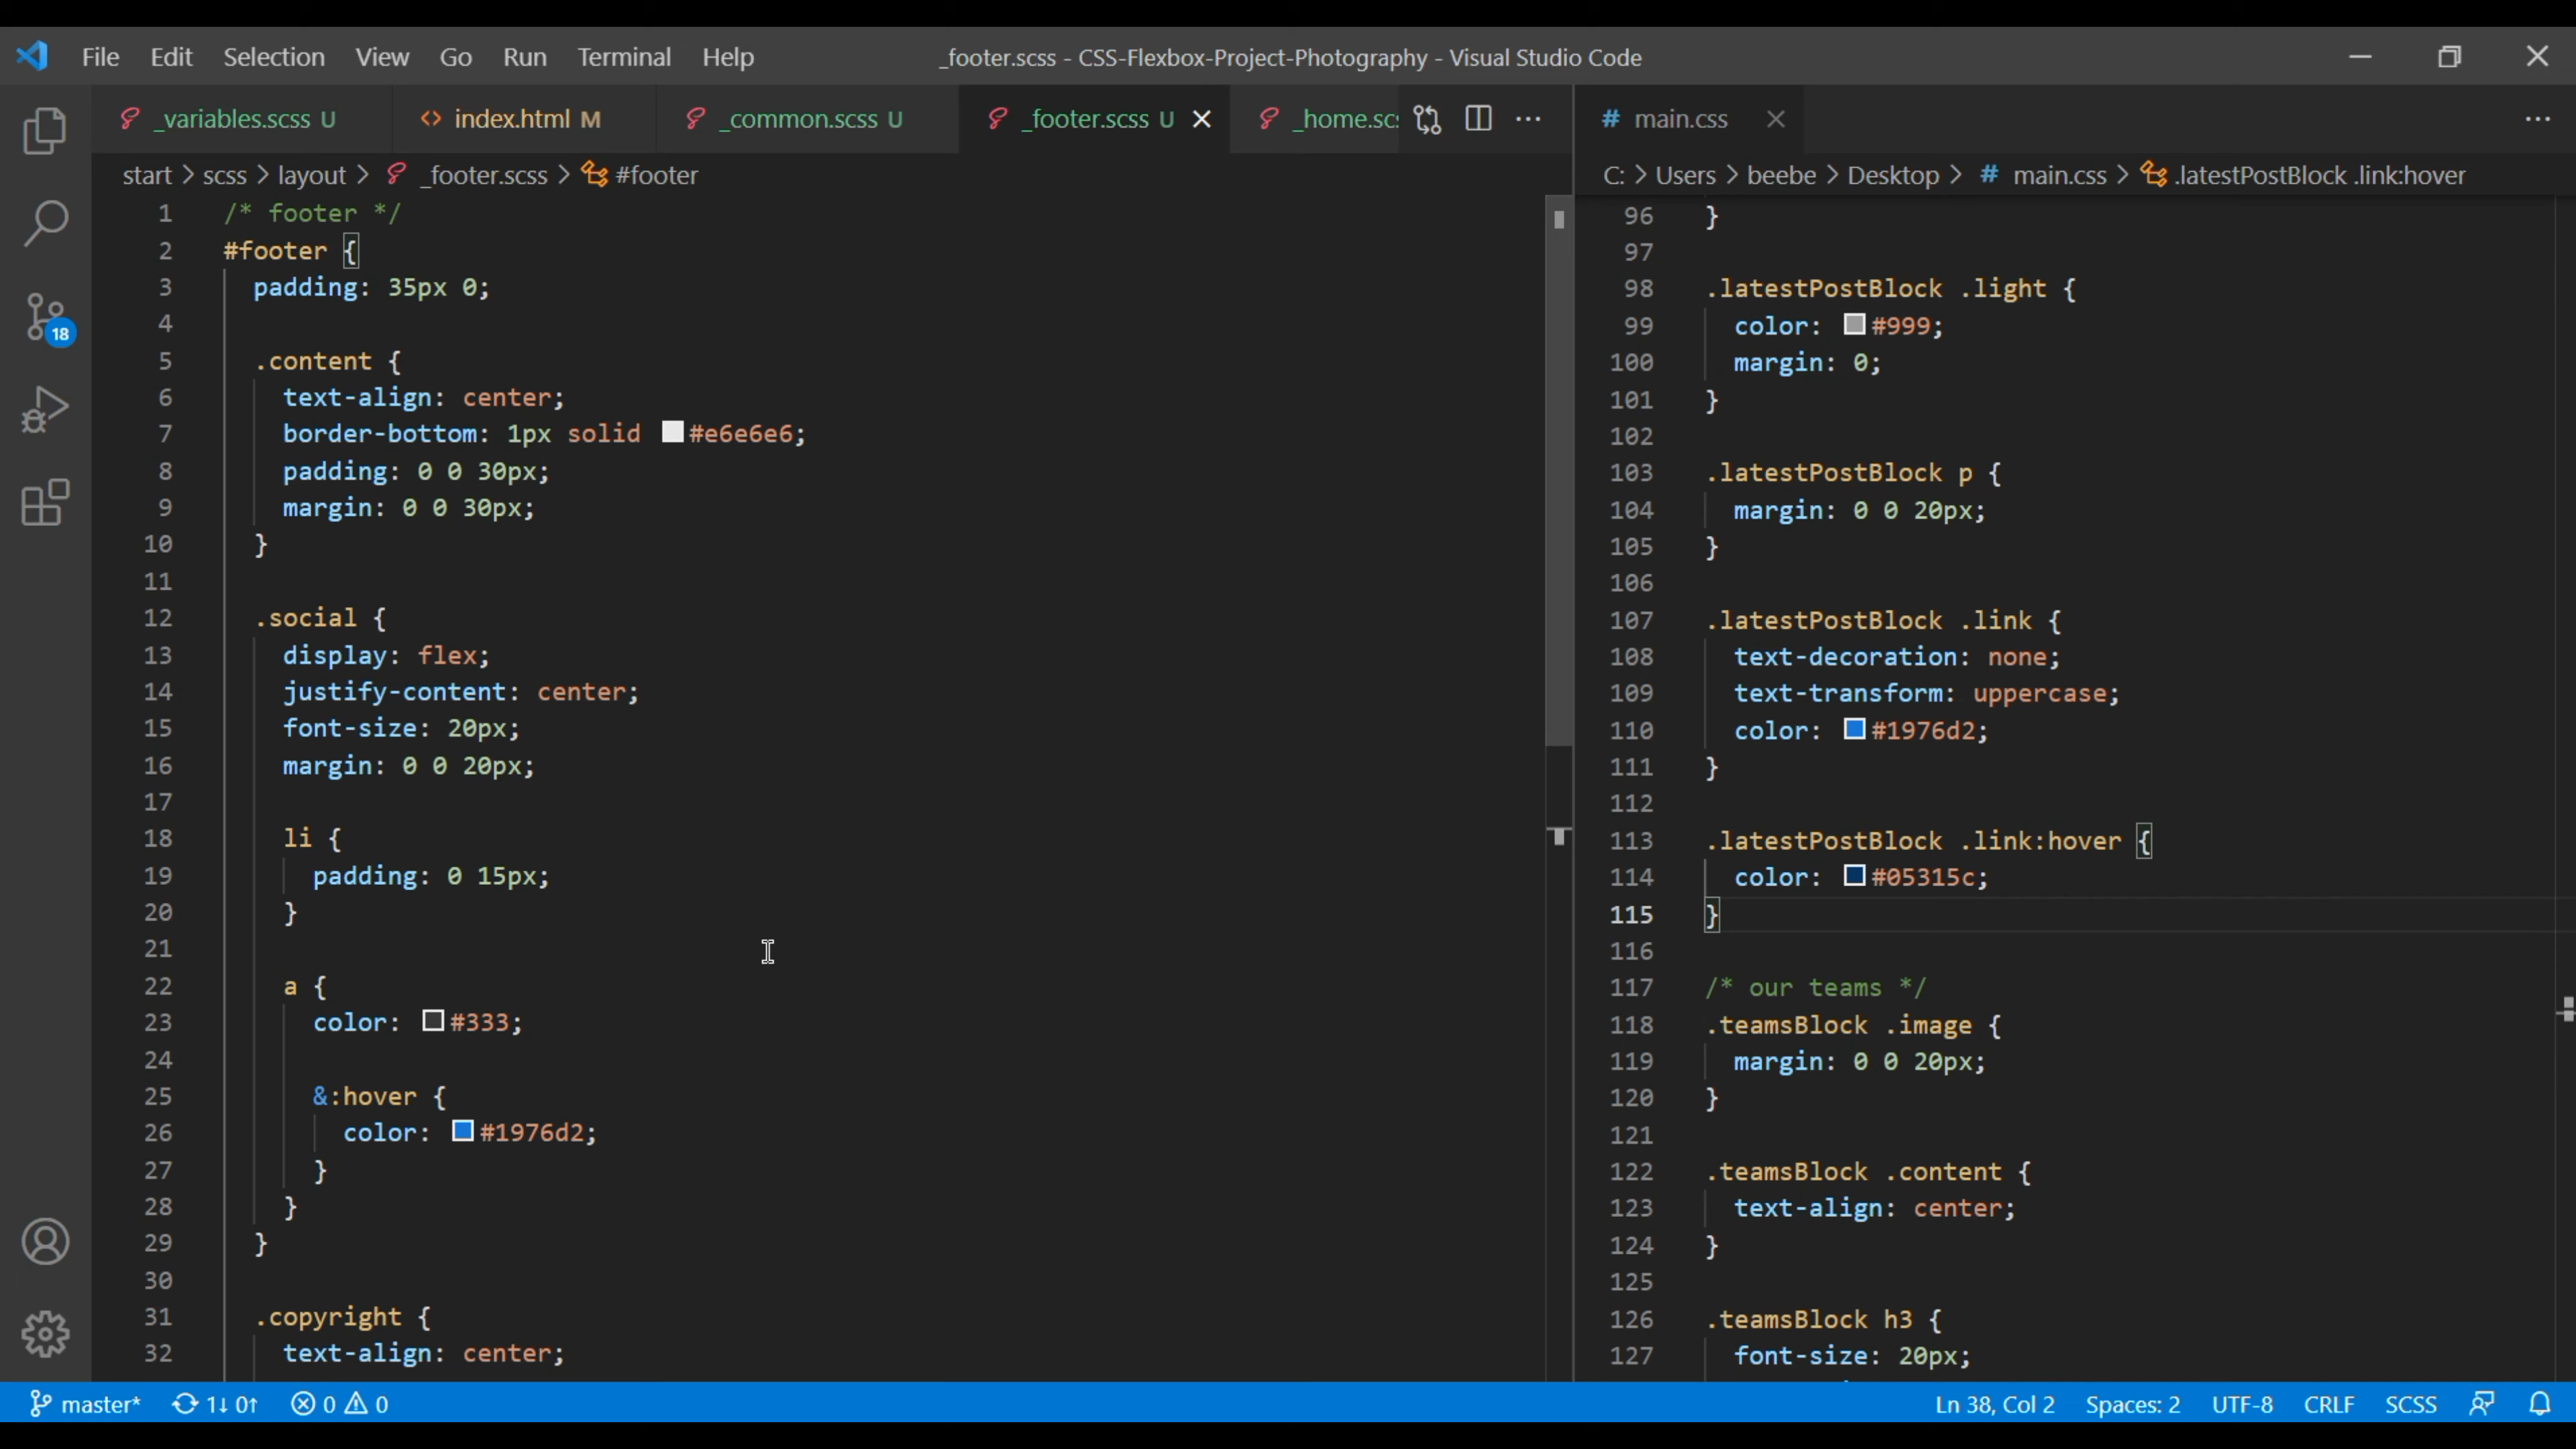 File Edit Selection View Go Run Terminal Help
_footer.scss - CSS-Flexbox-Project-Photography - Visual Studio Code
_variables.scss U
index.html M
_common.scss U
_footer.scss U
_home.scs
main.css
start > scss > layout > _footer.scss > #footer
18
1 /* footer */
2 #footer {
3 padding: 35px 0;
4
5 .content {
6 text-align: center;
7 border-bottom: 1px solid #e6e6e6;
8 padding: 0 0 30px;
9 margin: 0 0 30px;
10 }
11
12 .social {
13 display: flex;
14 justify-content: center;
15 font-size: 20px;
16 margin: 0 0 20px;
17
18 li {
19 padding: 0 15px;
20 }
21
22 a {
23 color: #333;
24
25 &:hover {
26 color: #1976d2;
27 }
28 }
29 }
30
31 .copyright {
32 text-align: center;
C: > Users > beebe > Desktop > # main.css > .latestPostBlock .link:hover
96 }
97
98 .latestPostBlock .light {
99 color: #999;
100 margin: 0;
101 }
102
103 .latestPostBlock p {
104 margin: 0 0 20px;
105 }
106
107 .latestPostBlock .link {
108 text-decoration: none;
109 text-transform: uppercase;
110 color: #1976d2;
111 }
112
113 .latestPostBlock .link:hover {
114 color: #05315c;
115 }
116
117 /* our teams */
118 .teamsBlock .image {
119 margin: 0 0 20px;
120 }
121
122 .teamsBlock .content {
123 text-align: center;
124 }
125
126 .teamsBlock h3 {
127 font-size: 20px;
master* 1↓ 0↑ 0 0
Ln 38, Col 2 Spaces: 2 UTF-8 CRLF SCSS